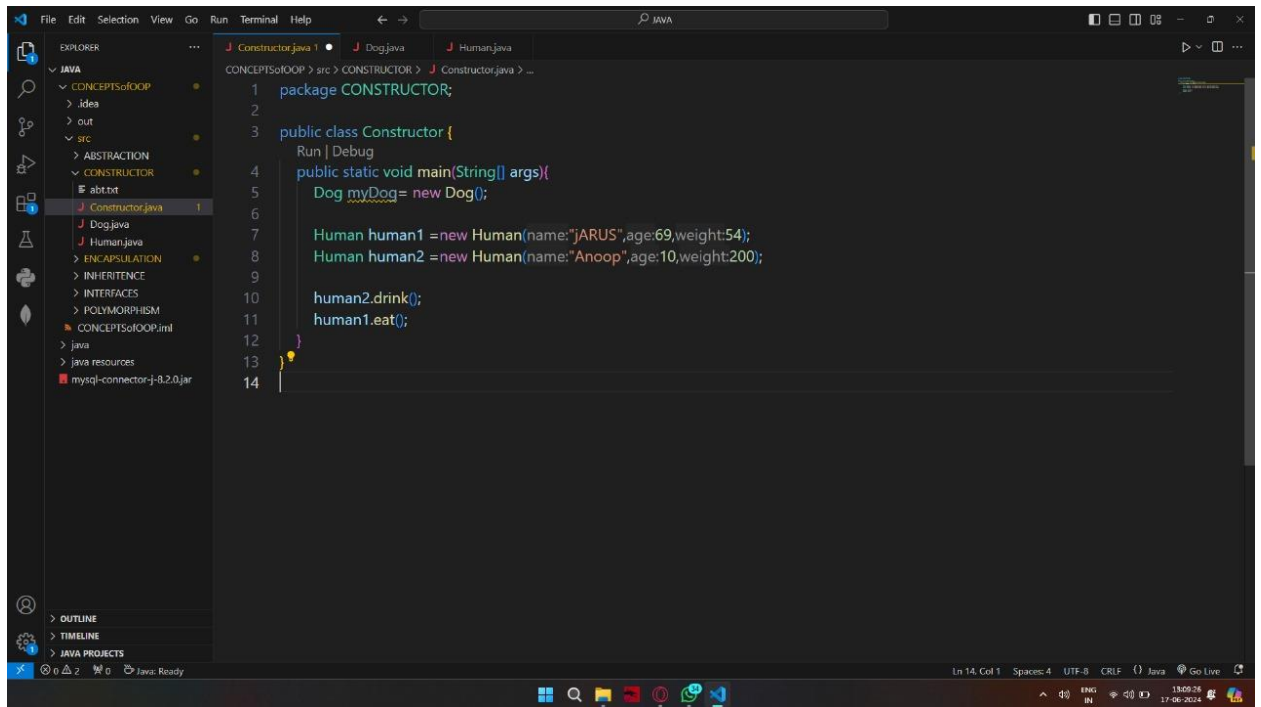 File Edit Selection View Go Run Terminal Help
JAVA
EXPLORER
JAVA
CONCEPTSofOOP
.idea
out
src
ABSTRACTION
CONSTRUCTOR
abt.txt
Constructor.java 1
Dog.java
Human.java
ENCAPSULATION
INHERITENCE
INTERFACES
POLYMORPHISM
CONCEPTSofOOP.iml
java
java resources
mysql-connector-j-8.2.0.jar
OUTLINE
TIMELINE
JAVA PROJECTS
Constructor.java 1 Dog.java Human.java
CONCEPTSofOOP > src > CONSTRUCTOR > Constructor.java > ...
1 package CONSTRUCTOR;
2
3 public class Constructor {
Run | Debug
4 public static void main(String[] args){
5 Dog myDog= new Dog();
6
7 Human human1 =new Human(name:"jARUS",age:69,weight:54);
8 Human human2 =new Human(name:"Anoop",age:10,weight:200);
9
10 human2.drink();
11 human1.eat();
12 }
13 }
14
0 2 0 Java: Ready
Ln 14, Col 1 Spaces: 4 UTF-8 CRLF {} Java Go Live
ENG
IN
13:09:26
17-06-2024